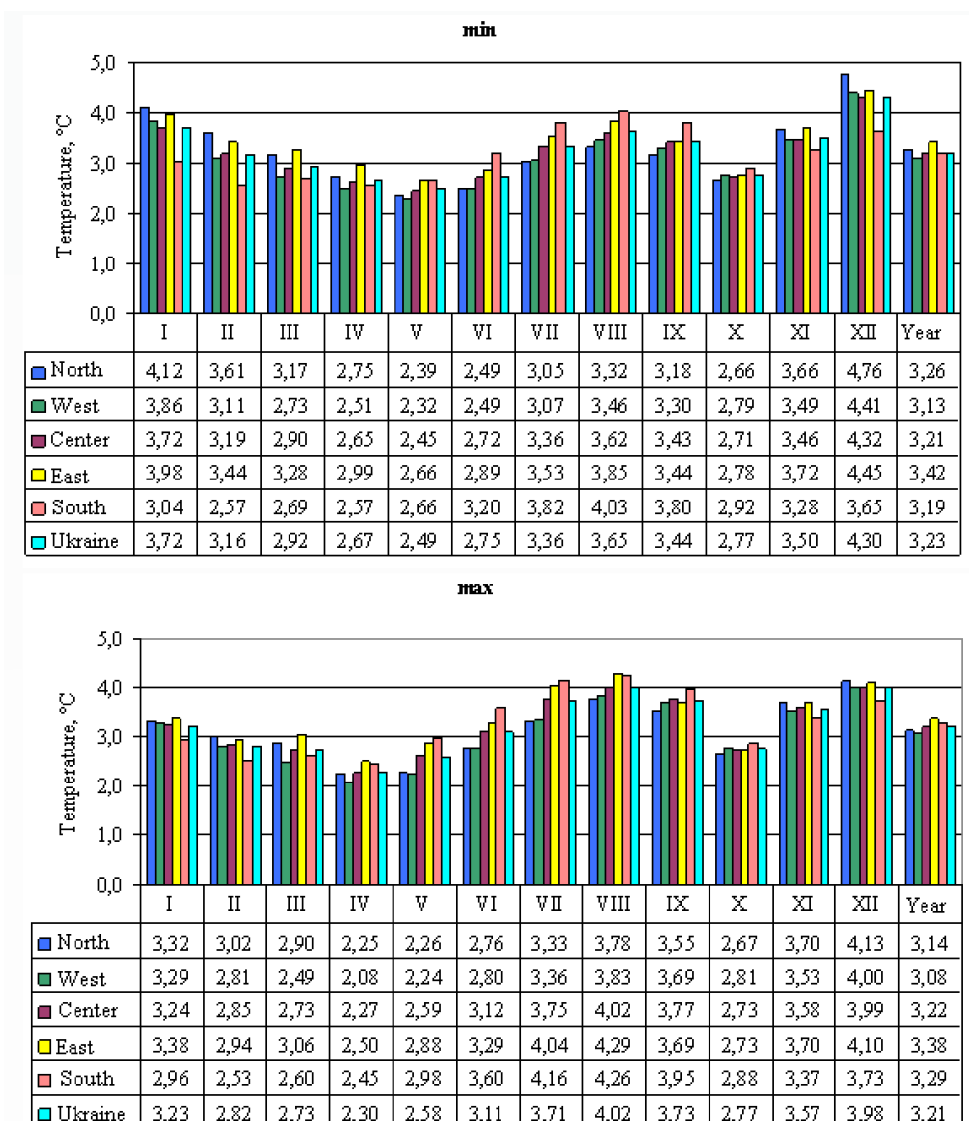 min
5,0
4,0
3,0
2,0
1,0
0,0
Temperature, °C
I II III IV V VI VII VIII IX X XI XII Year
North 4,12 3,61 3,17 2,75 2,39 2,49 3,05 3,32 3,18 2,66 3,66 4,76 3,26
West 3,86 3,11 2,73 2,51 2,32 2,49 3,07 3,46 3,30 2,79 3,49 4,41 3,13
Center 3,72 3,19 2,90 2,65 2,45 2,72 3,36 3,62 3,43 2,71 3,46 4,32 3,21
East 3,98 3,44 3,28 2,99 2,66 2,89 3,53 3,85 3,44 2,78 3,72 4,45 3,42
South 3,04 2,57 2,69 2,57 2,66 3,20 3,82 4,03 3,80 2,92 3,28 3,65 3,19
Ukraine 3,72 3,16 2,92 2,67 2,49 2,75 3,36 3,65 3,44 2,77 3,50 4,30 3,23
max
5,0
4,0
3,0
2,0
1,0
0,0
Temperature, °C
I II III IV V VI VII VIII IX X XI XII Year
North 3,32 3,02 2,90 2,25 2,26 2,76 3,33 3,78 3,55 2,67 3,70 4,13 3,14
West 3,29 2,81 2,49 2,08 2,24 2,80 3,36 3,83 3,69 2,81 3,53 4,00 3,08
Center 3,24 2,85 2,73 2,27 2,59 3,12 3,75 4,02 3,77 2,73 3,58 3,99 3,22
East 3,38 2,94 3,06 2,50 2,88 3,29 4,04 4,29 3,69 2,73 3,70 4,10 3,38
South 2,96 2,53 2,60 2,45 2,98 3,60 4,16 4,26 3,95 2,88 3,37 3,73 3,29
Ukraine 3,23 2,82 2,73 2,30 2,58 3,11 3,71 4,02 3,73 2,77 3,57 3,98 3,21